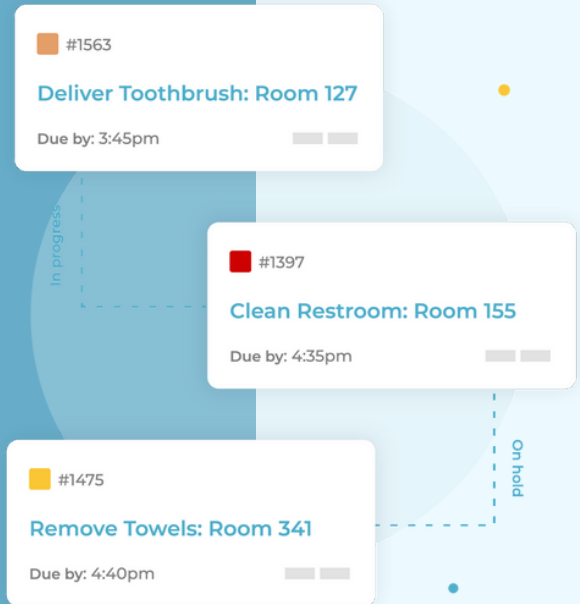 #1563
Deliver Toothbrush: Room 127
Due by: 3:45pm
In progress
#1397
Clean Restroom: Room 155
Due by: 4:35pm
On hold
#1475
Remove Towels: Room 341
Due by: 4:40pm